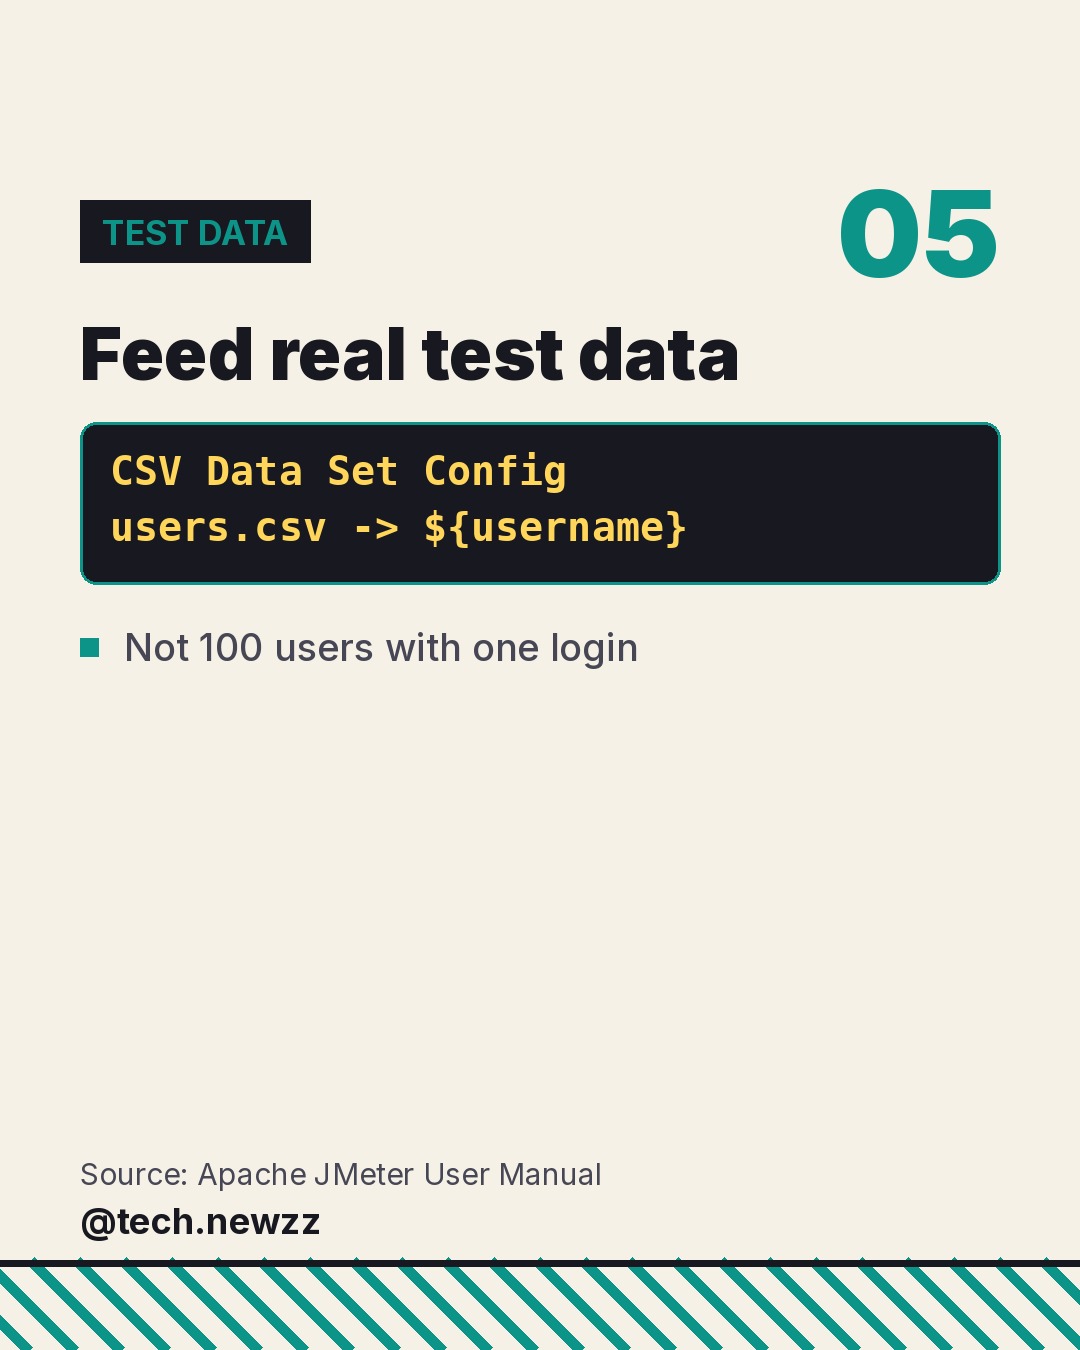 TEST DATA
05
Feed real test data
CSV Data Set Config
users.csv -> ${username}
Not 100 users with one login
Source: Apache JMeter User Manual
@tech.newzz